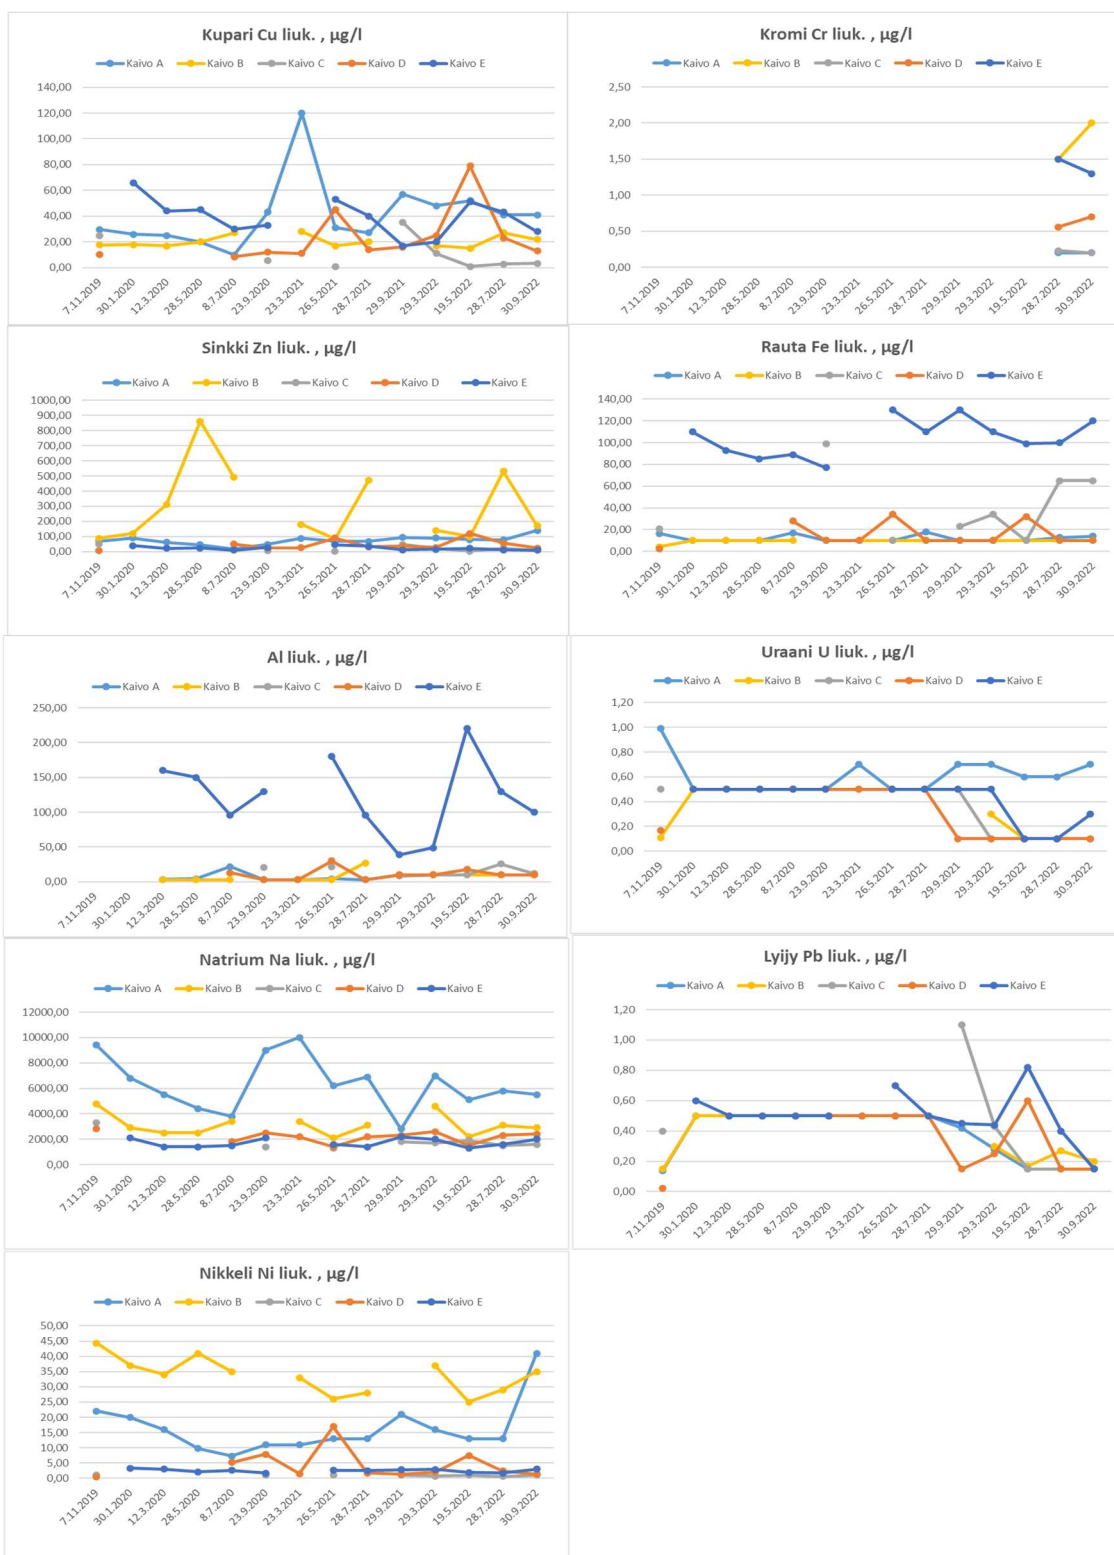 Kupari Cu liuk. , µg/l
Kaivo A Kaivo B Kaivo C Kaivo D Kaivo E
140,00
120,00
100,00
80,00
60,00
40,00
20,00
0,00
7.11.2019 30.1.2020 12.3.2020 28.5.2020 8.7.2020 23.9.2020 23.3.2021 26.5.2021 28.7.2021 29.9.2021 29.3.2022 19.5.2022 28.7.2022 30.9.2022
Kromi Cr liuk. , µg/l
Kaivo A Kaivo B Kaivo C Kaivo D Kaivo E
2,50
2,00
1,50
1,00
0,50
0,00
7.11.2019 30.1.2020 12.3.2020 28.5.2020 8.7.2020 23.9.2020 23.3.2021 26.5.2021 28.7.2021 29.9.2021 29.3.2022 19.5.2022 28.7.2022 30.9.2022
Sinkki Zn liuk. , µg/l
Kaivo A Kaivo B Kaivo C Kaivo D Kaivo E
1000,00
900,00
800,00
700,00
600,00
500,00
400,00
300,00
200,00
100,00
0,00
7.11.2019 30.1.2020 12.3.2020 28.5.2020 8.7.2020 23.9.2020 23.3.2021 26.5.2021 28.7.2021 29.9.2021 29.3.2022 19.5.2022 28.7.2022 30.9.2022
Rauta Fe liuk. , µg/l
Kaivo A Kaivo B Kaivo C Kaivo D Kaivo E
140,00
120,00
100,00
80,00
60,00
40,00
20,00
0,00
7.11.2019 30.1.2020 12.3.2020 28.5.2020 8.7.2020 23.9.2020 23.3.2021 26.5.2021 28.7.2021 29.9.2021 29.3.2022 19.5.2022 28.7.2022 30.9.2022
Al liuk. , µg/l
Kaivo A Kaivo B Kaivo C Kaivo D Kaivo E
250,00
200,00
150,00
100,00
50,00
0,00
7.11.2019 30.1.2020 12.3.2020 28.5.2020 8.7.2020 23.9.2020 23.3.2021 26.5.2021 28.7.2021 29.9.2021 29.3.2022 19.5.2022 28.7.2022 30.9.2022
Uraani U liuk. , µg/l
Kaivo A Kaivo B Kaivo C Kaivo D Kaivo E
1,20
1,00
0,80
0,60
0,40
0,20
0,00
7.11.2019 30.1.2020 12.3.2020 28.5.2020 8.7.2020 23.9.2020 23.3.2021 26.5.2021 28.7.2021 29.9.2021 29.3.2022 19.5.2022 28.7.2022 30.9.2022
Natrium Na liuk. , µg/l
Kaivo A Kaivo B Kaivo C Kaivo D Kaivo E
12000,00
10000,00
8000,00
6000,00
4000,00
2000,00
0,00
7.11.2019 30.1.2020 12.3.2020 28.5.2020 8.7.2020 23.9.2020 23.3.2021 26.5.2021 28.7.2021 29.9.2021 29.3.2022 19.5.2022 28.7.2022 30.9.2022
Lyijy Pb liuk. , µg/l
Kaivo A Kaivo B Kaivo C Kaivo D Kaivo E
1,20
1,00
0,80
0,60
0,40
0,20
0,00
7.11.2019 30.1.2020 12.3.2020 28.5.2020 8.7.2020 23.9.2020 23.3.2021 26.5.2021 28.7.2021 29.9.2021 29.3.2022 19.5.2022 28.7.2022 30.9.2022
Nikkeli Ni liuk. , µg/l
Kaivo A Kaivo B Kaivo C Kaivo D Kaivo E
50,00
45,00
40,00
35,00
30,00
25,00
20,00
15,00
10,00
5,00
0,00
7.11.2019 30.1.2020 12.3.2020 28.5.2020 8.7.2020 23.9.2020 23.3.2021 26.5.2021 28.7.2021 29.9.2021 29.3.2022 19.5.2022 28.7.2022 30.9.2022